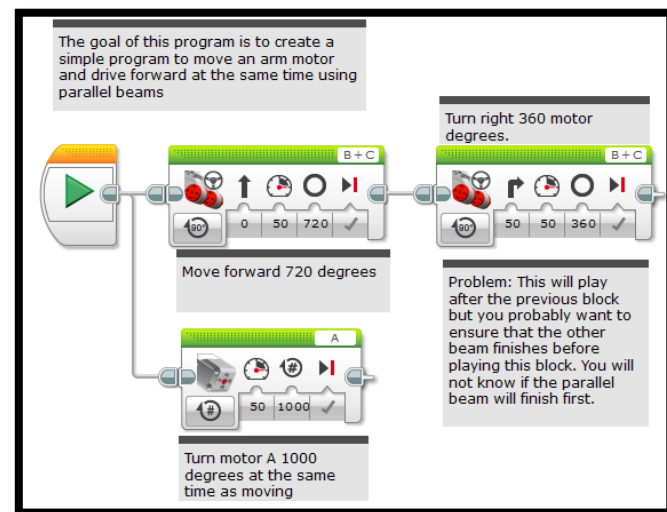 The goal of this program is to create a
simple program to move an arm motor
and drive forward at the same time using
parallel beams
Turn right 360 motor
degrees.
B+C
B+C
0 50 720
50 50 360
90°
90°
Move forward 720 degrees
Problem: This will play
after the previous block
but you probably want to
ensure that the other
beam finishes before
playing this block. You will
not know if the parallel
beam will finish first.
A
#
50 1000
#
Turn motor A 1000
degrees at the same
time as moving